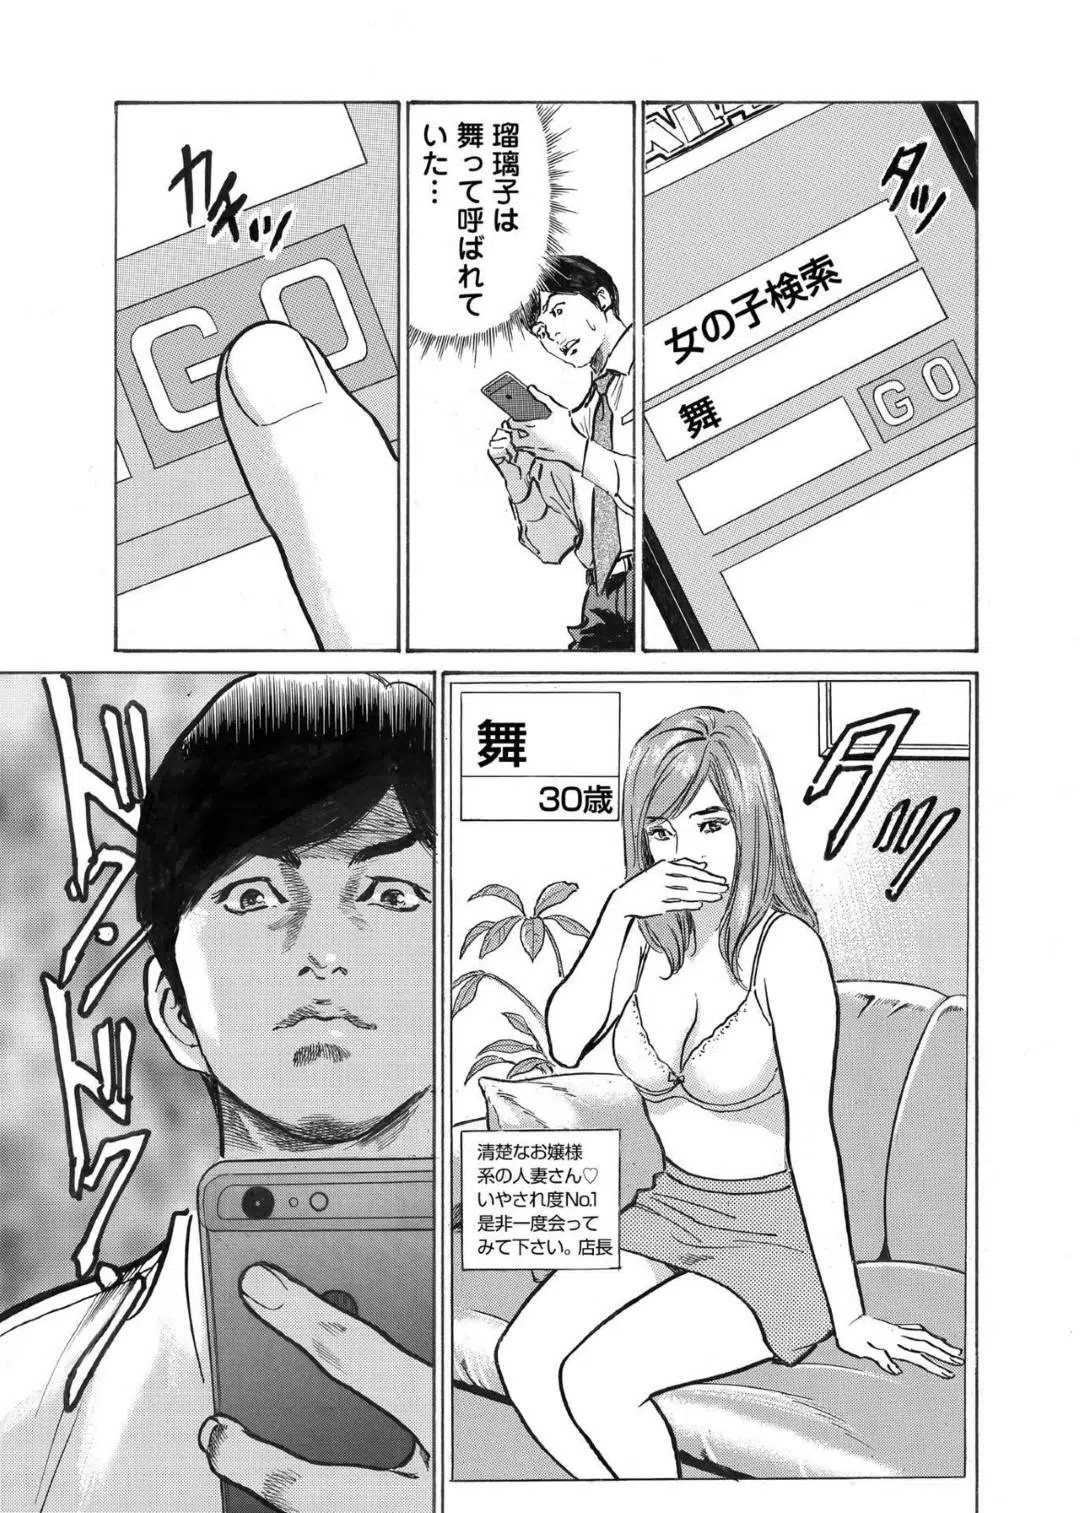 タッ
女の子検索
舞
GO
瑠璃子は
舞って呼ばれて
いた…
カチッ
GO
タッ
舞
30歳
清楚なお嬢様
系の人妻さん♡
いやされ度No.1
是非一度会って
みて下さい。店長
ドク・ドクッ